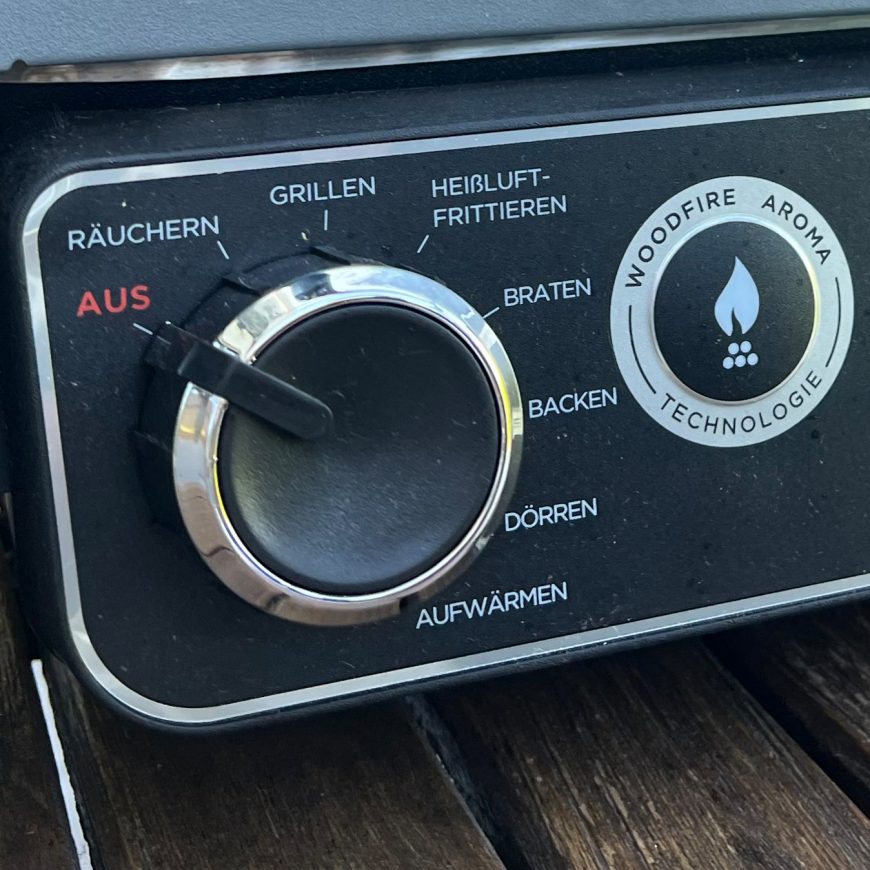 GRILLEN
HEIẞLUFT-
FRITTIEREN
RÄUCHERN
AUS
BRATEN
BACKEN
DÖRREN
AUFWÄRMEN
WOODFIRE AROMA
TECHNOLOGIE